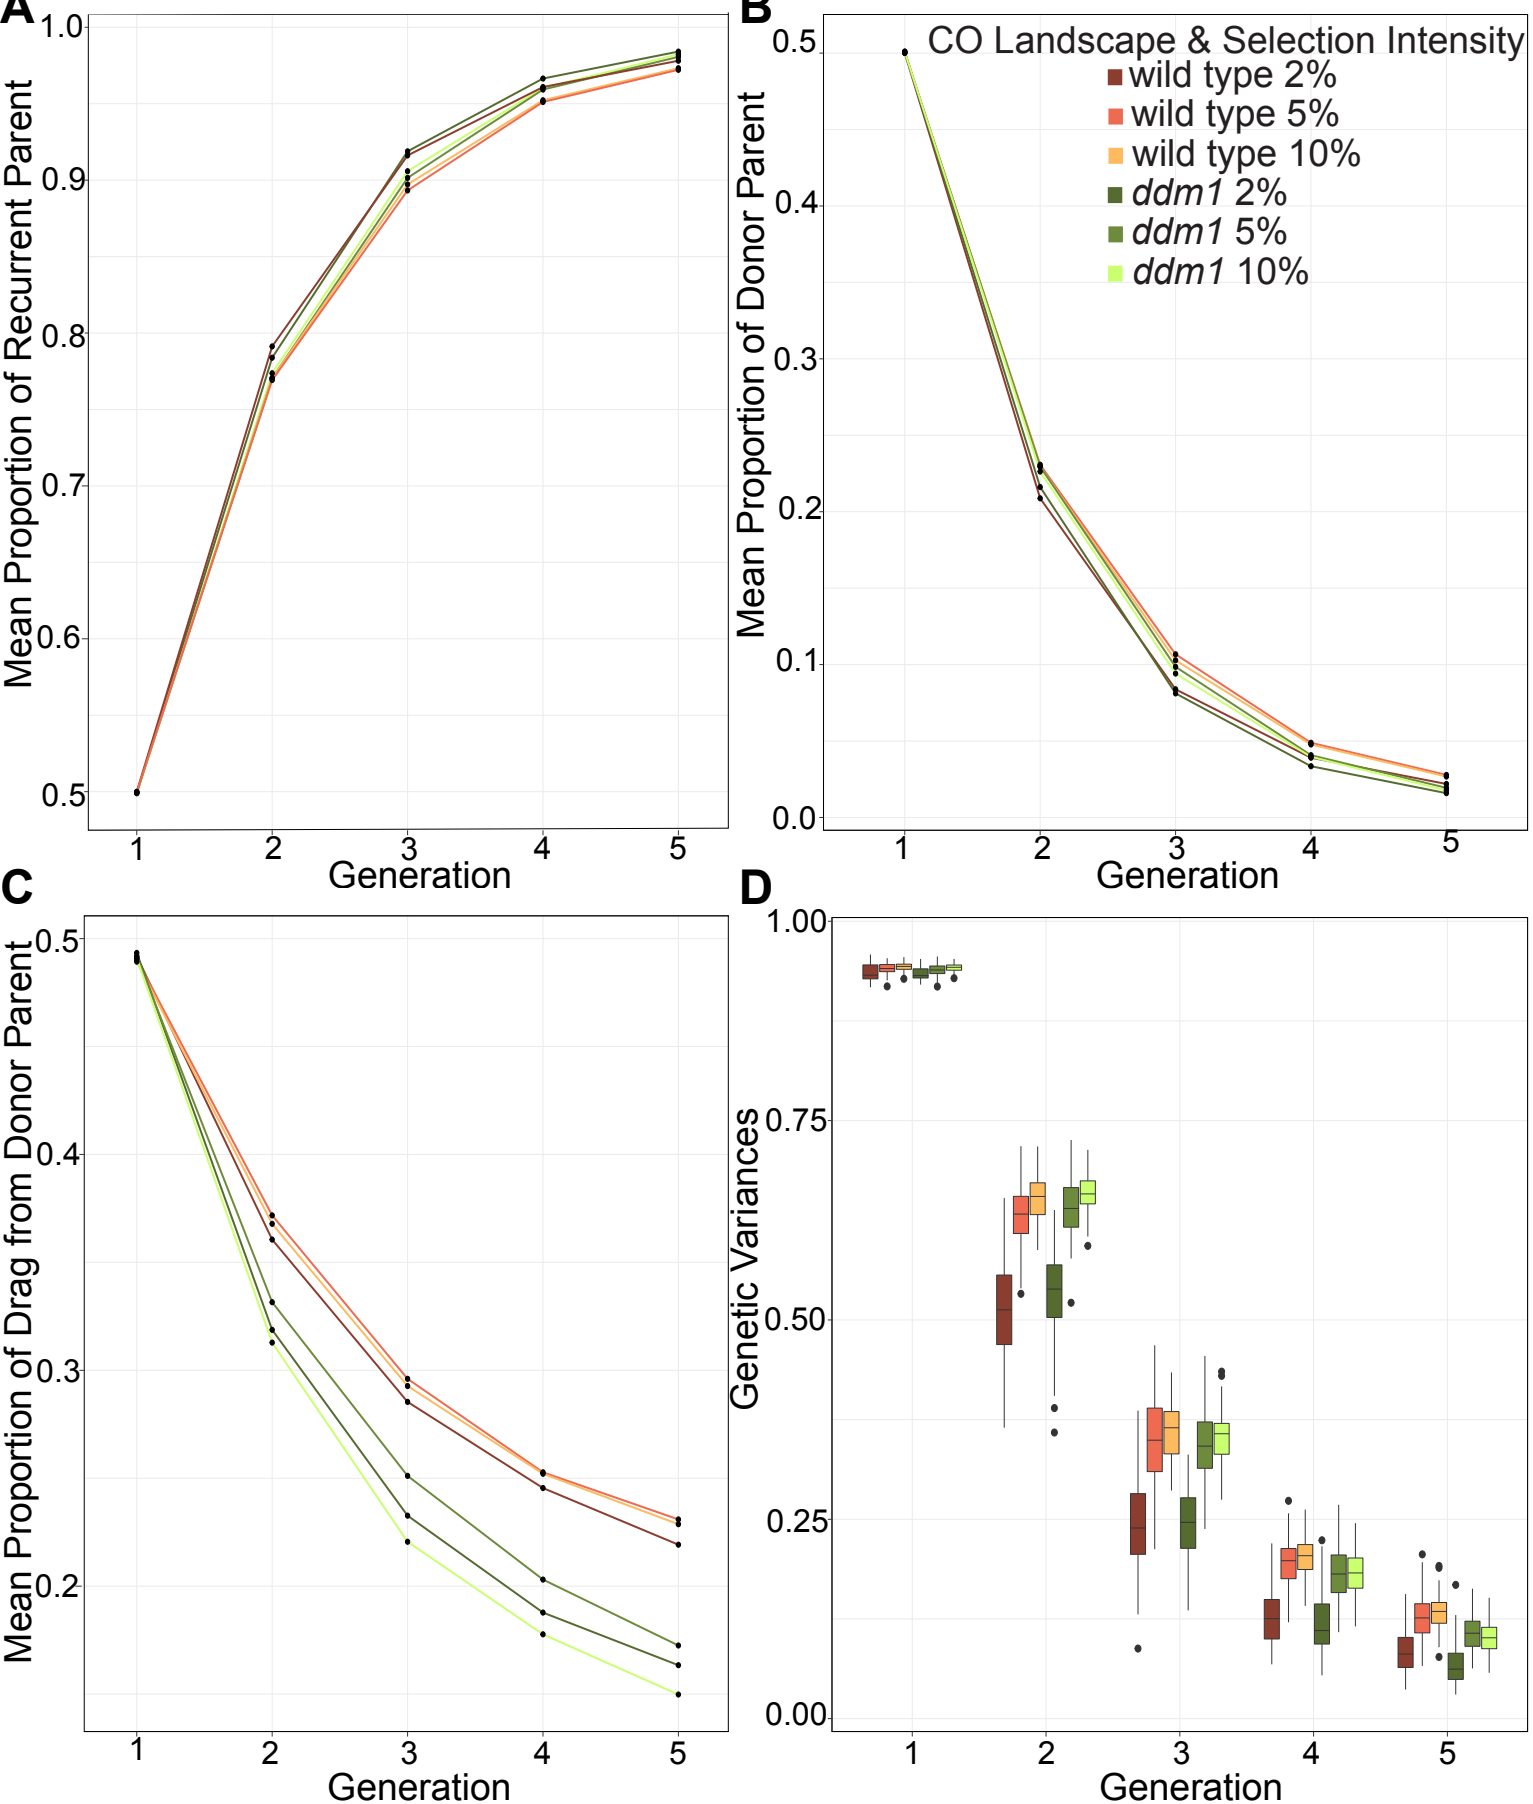 A
Mean Proportion of Recurrent Parent
1.0
0.9
0.8
0.7
0.6
0.5
1 2 3 4 5
Generation
B
Mean Proportion of Donor Parent
0.5
0.4
0.3
0.2
0.1
0.0
CO Landscape & Selection Intensity
wild type 2%
wild type 5%
wild type 10%
ddm1 2%
ddm1 5%
ddm1 10%
1 2 3 4 5
Generation
C
Mean Proportion of Drag from Donor Parent
0.5
0.4
0.3
0.2
1 2 3 4 5
Generation
D
Genetic Variances
1.00
0.75
0.50
0.25
0.00
1 2 3 4 5
Generation